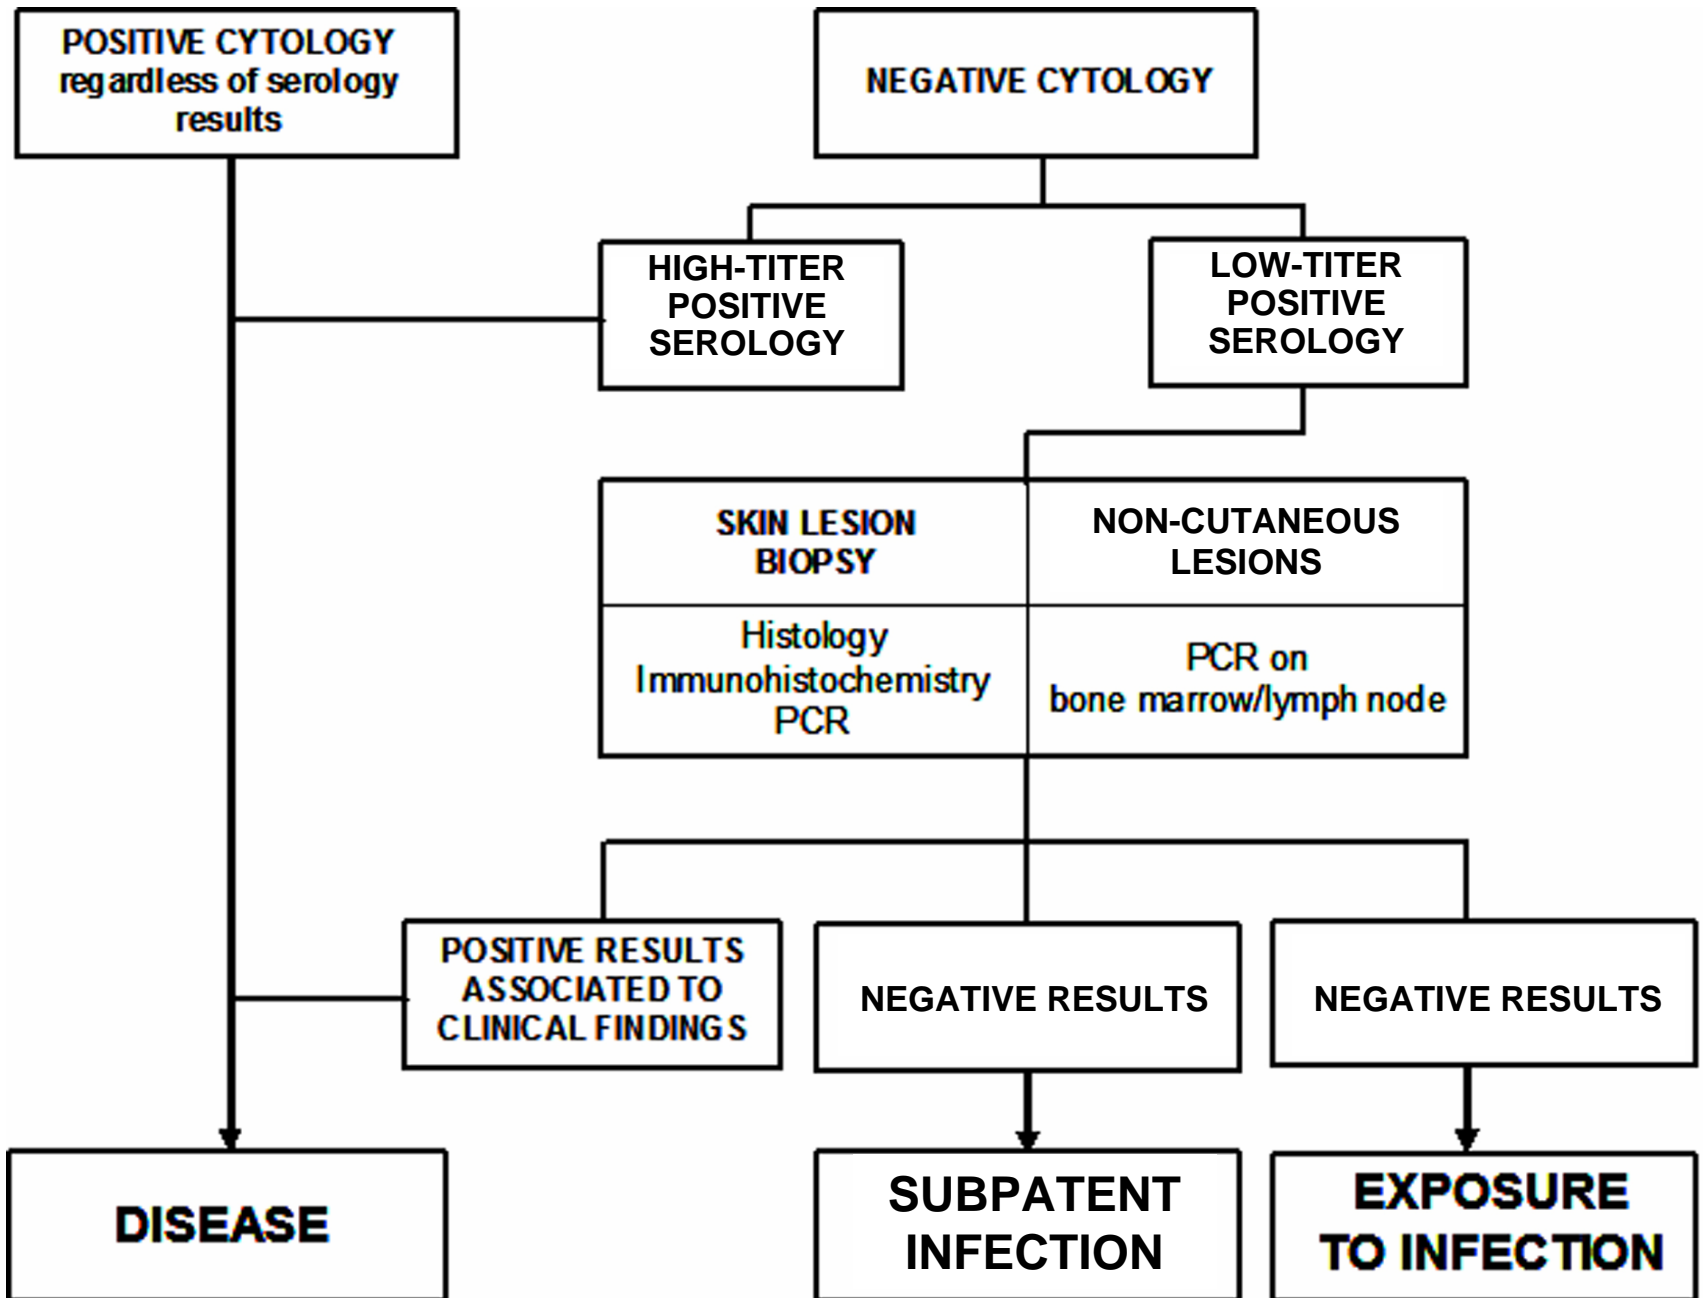 POSITIVE CYTOLOGY
regardless of serology
results
NEGATIVE CYTOLOGY
HIGH-TITER
POSITIVE
SEROLOGY
LOW-TITER
POSITIVE
SEROLOGY
SKIN LESION
BIOPSY
NON-CUTANEOUS
LESIONS
Histology
Immunohistochemistry
PCR
PCR on
bone marrow/lymph node
POSITIVE RESULTS
ASSOCIATED TO
CLINICAL FINDINGS
NEGATIVE RESULTS
NEGATIVE RESULTS
DISEASE
SUBPATENT
INFECTION
EXPOSURE
TO INFECTION